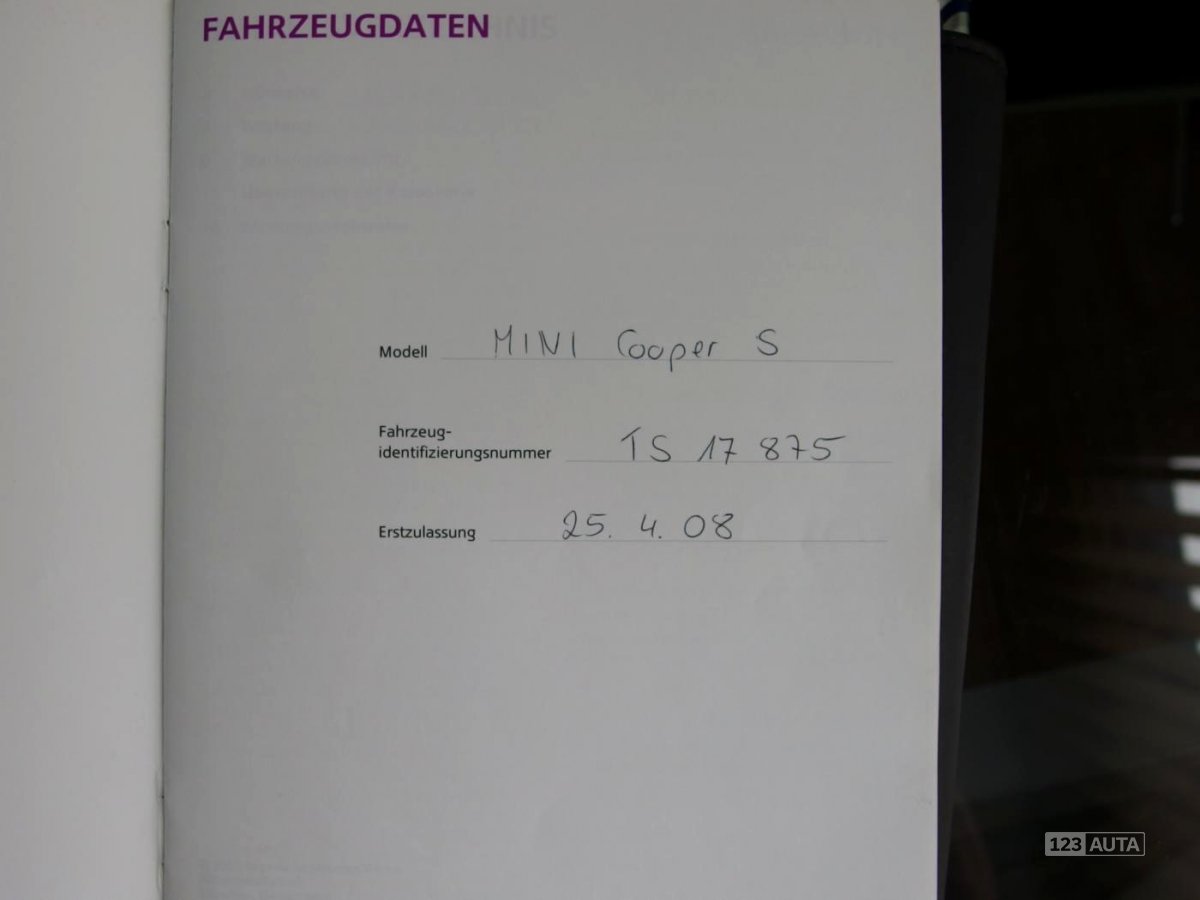 FAHRZEUGDATEN
Modell MINI Cooper S
Fahrzeug-
identifizierungsnummer TS 17 875
Erstzulassung 25. 4. 08
123 AUTA